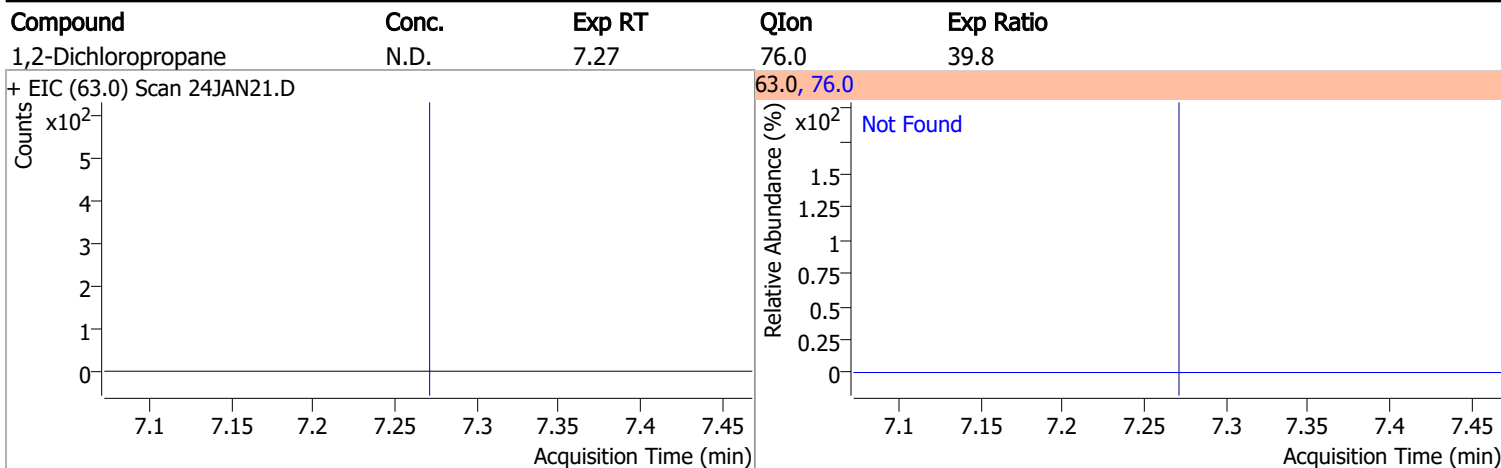 Compound Conc. Exp RT QIon Exp Ratio
1,2-Dichloropropane N.D. 7.27 76.0 39.8
+ EIC (63.0) Scan 24JAN21.D
Counts
x10²
5
4
3
2
1
0
7.1 7.15 7.2 7.25 7.3 7.35 7.4 7.45
Acquisition Time (min)
63.0, 76.0
Relative Abundance (%)
x10²
Not Found
1.5
1.25
1
0.75
0.5
0.25
0
7.1 7.15 7.2 7.25 7.3 7.35 7.4 7.45
Acquisition Time (min)